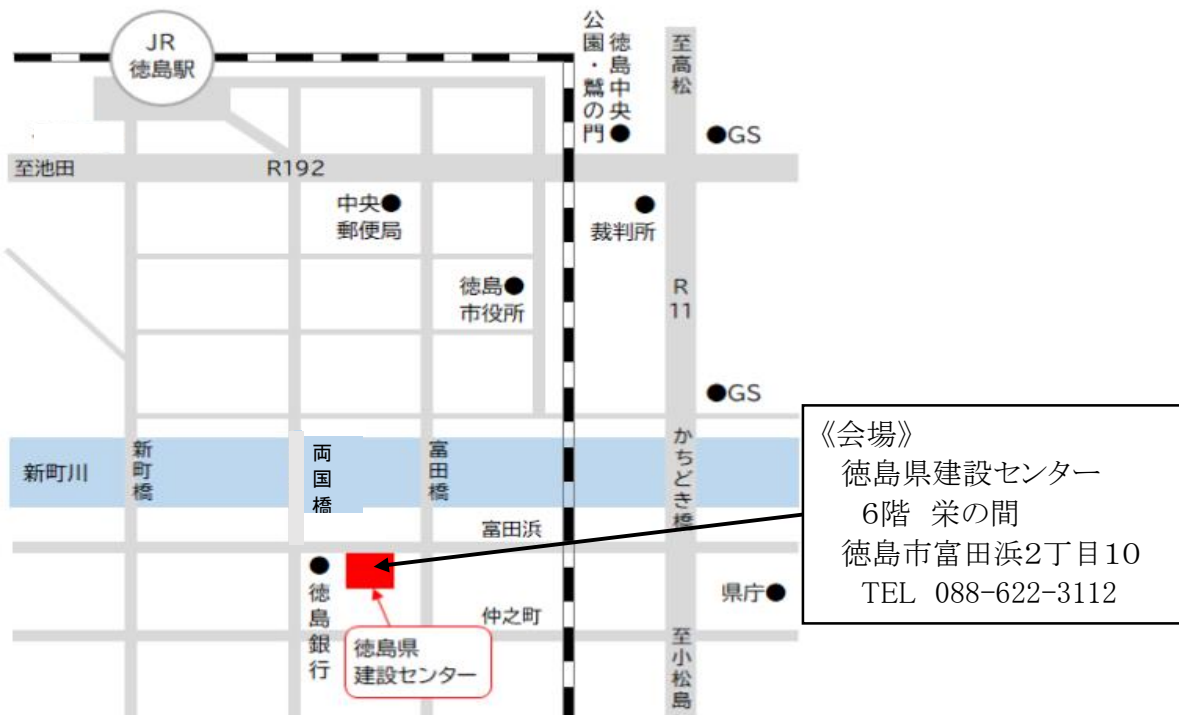 JR
徳島駅
徳島中央
公園・鷲の門●
至高松
●GS
至池田
R192
中央●
郵便局
●
裁判所
徳島●
市役所
R
11
●GS
新町川
新町橋
両国橋
富田橋
かちどき橋
富田浜
●徳島銀行
仲之町
県庁●
徳島県
建設センター
至小松島
《会場》
徳島県建設センター
6階 栄の間
徳島市富田浜2丁目10
TEL 088-622-3112